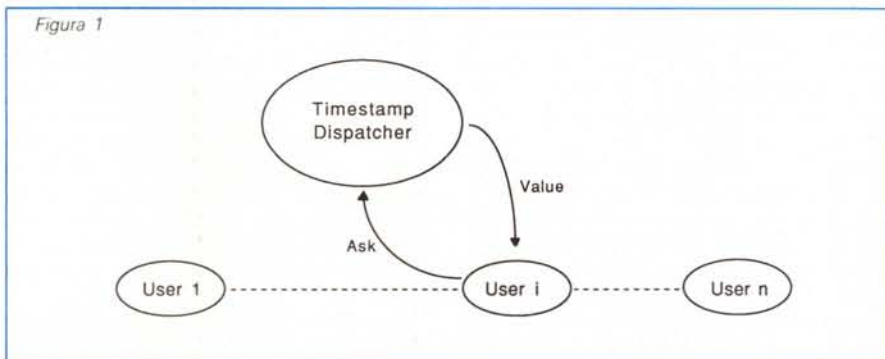 Figura 1
Timestamp
Dispatcher
Value
Ask
User 1
User i
User n